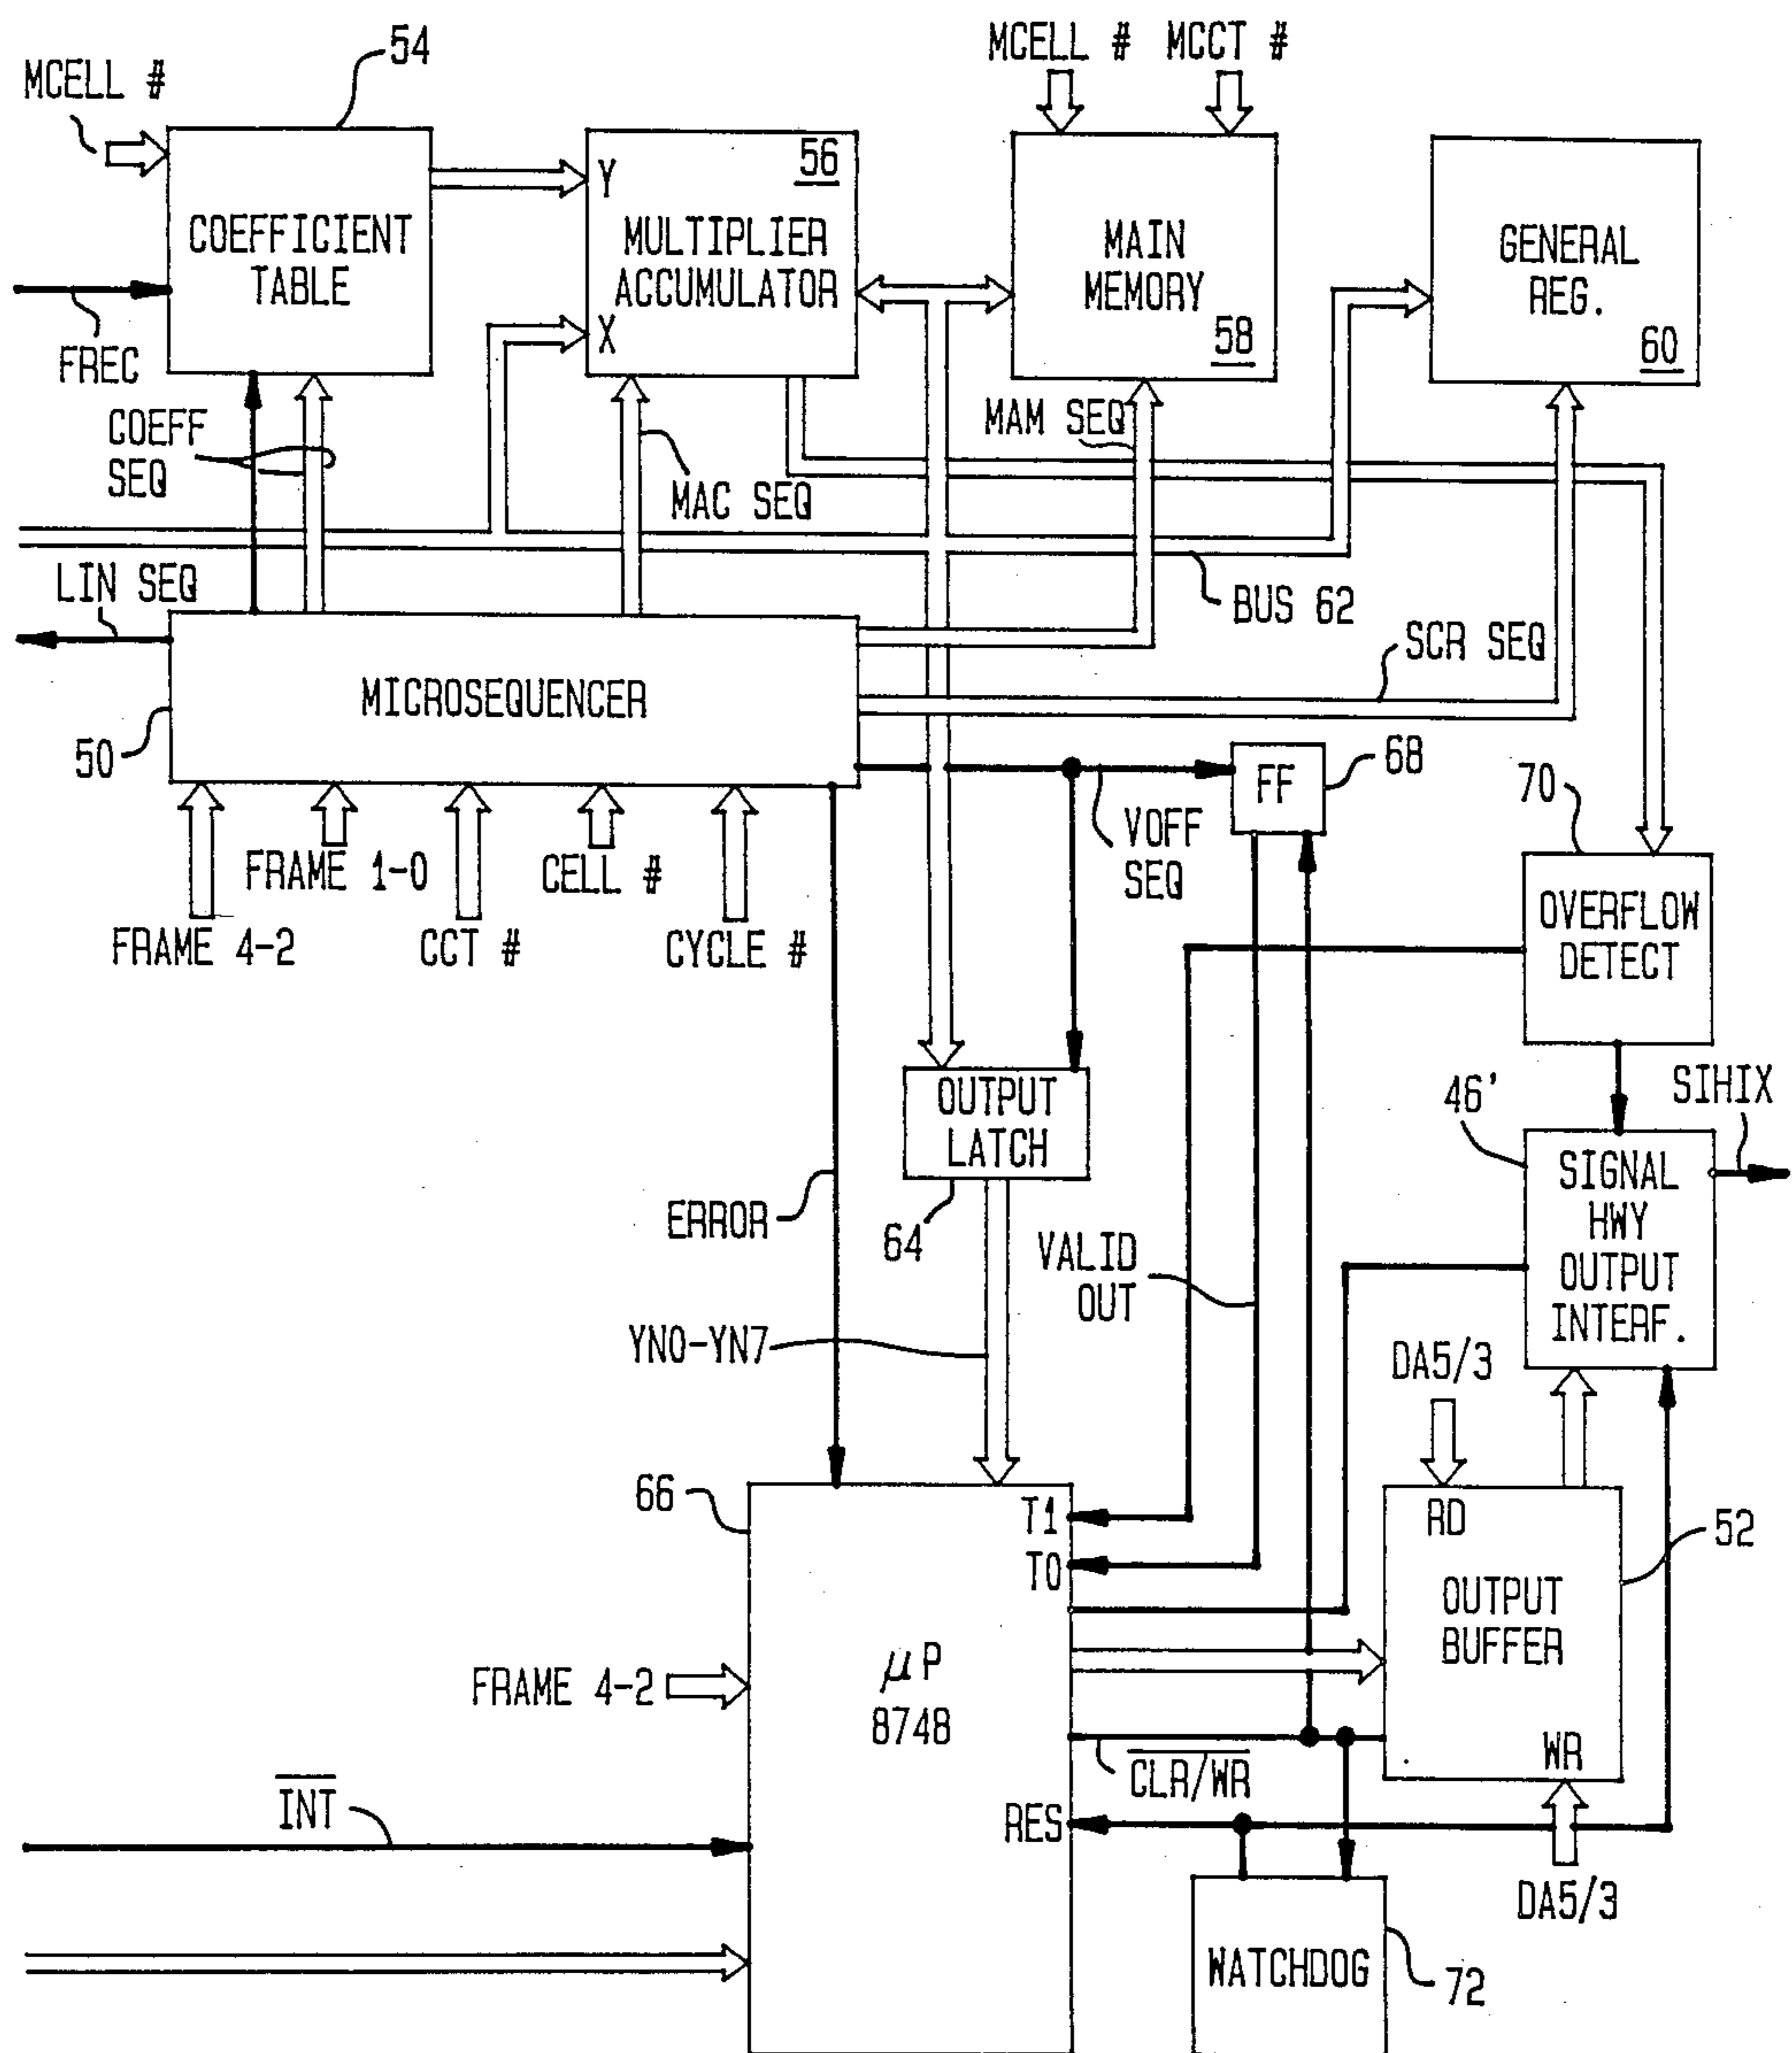 54
MCELL #
MCELL # MCCT #
COEFFICIENT
TABLE
Y
56
MULTIPLIER
ACCUMULATOR
X
MAIN
MEMORY
58
GENERAL
REG.
60
FREC
COEFF
SEQ
MAC SEQ
MAM SEQ
LIN SEQ
BUS 62
SCR SEQ
MICROSEQUENCER
50
FF
68
70
VOFF
SEQ
FRAME 1-0
CELL #
FRAME 4-2
CCT #
CYCLE #
OVERFLOW
DETECT
OUTPUT
LATCH
64
46'
SIHIX
SIGNAL
HWY
OUTPUT
INTERF.
ERROR
VALID
OUT
YN0-YN7
DA5/3
66
T1
T0
RD
52
OUTPUT
BUFFER
WR
FRAME 4-2
μP
8748
CLR/WR
INT
RES
DA5/3
WATCHDOG
72